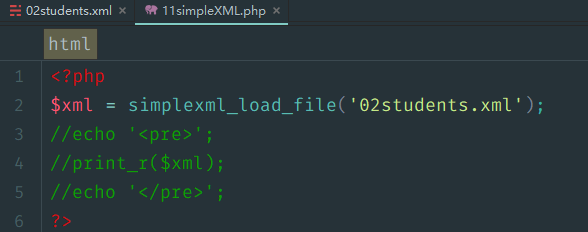 02students.xml × 11simpleXML.php ×
html
1 <?php
2 $xml = simplexml_load_file('02students.xml');
3 //echo '<pre>';
4 //print_r($xml);
5 //echo '</pre>';
6 ?>